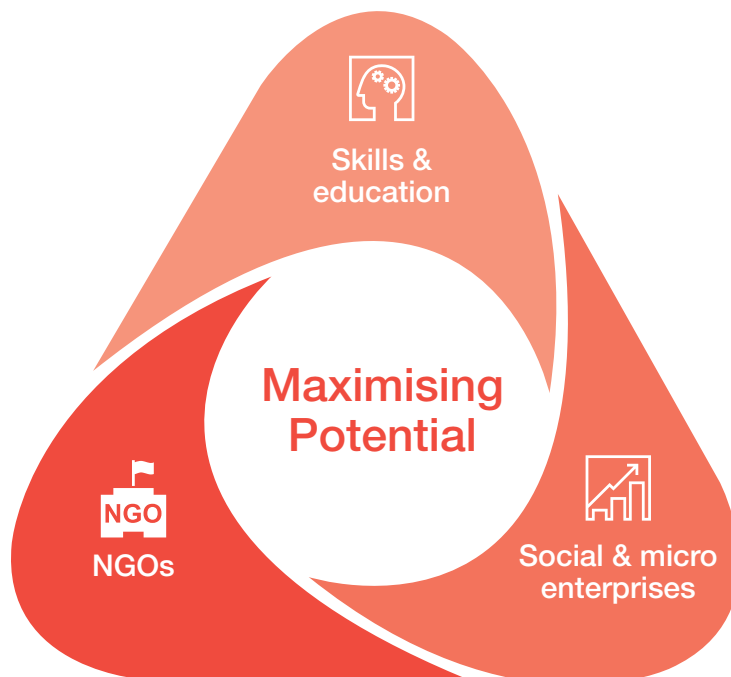 Skills &
education
Maximising
Potential
NGO
NGOs
Social & micro
enterprises